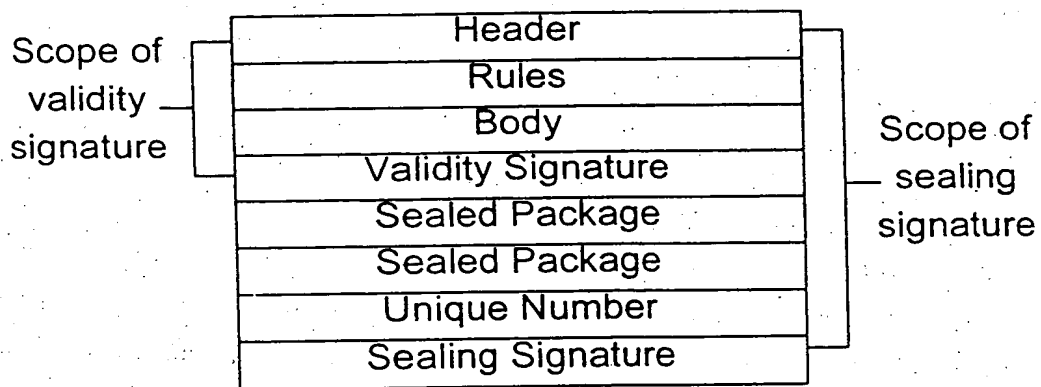 Scope of
validity
signature
Header
Rules
Body
Validity Signature
Sealed Package
Sealed Package
Unique Number
Sealing Signature
Scope of
sealing
signature